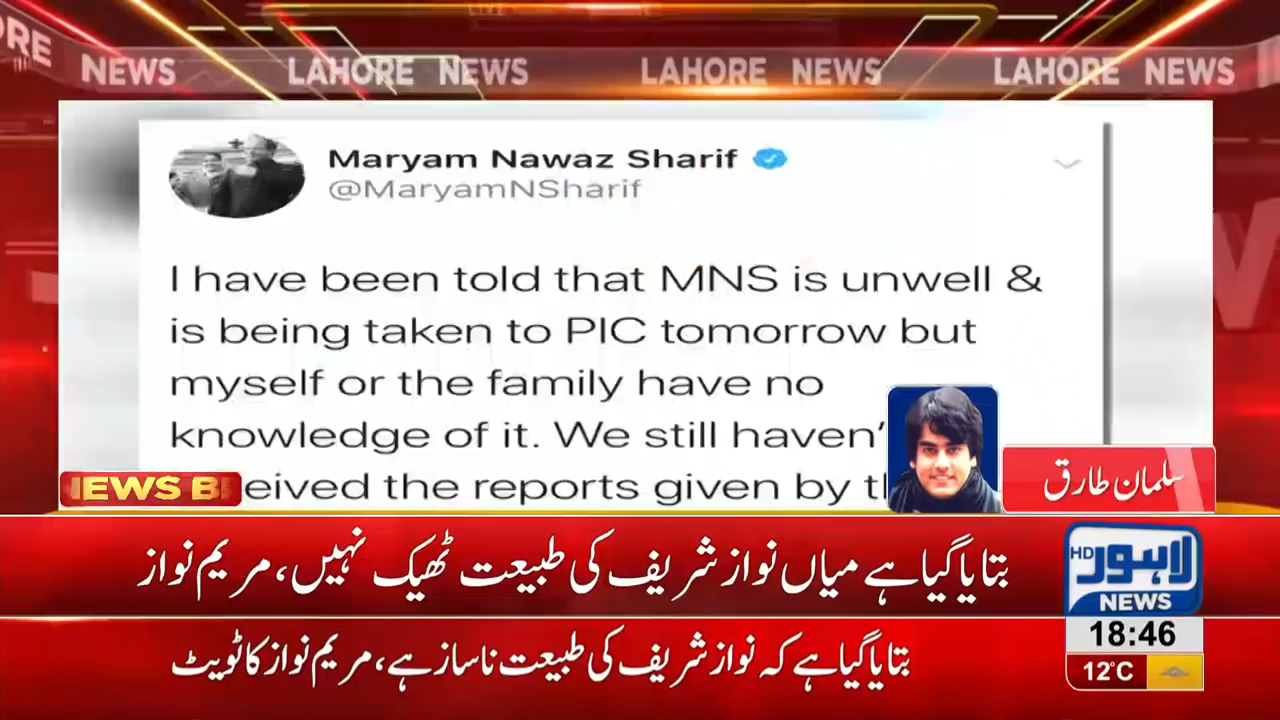 RE
NEWS
LAHORE NEWS
LAHORE NEWS
LAHORE NEWS
Maryam Nawaz Sharif
@MaryamNSharif
I have been told that MNS is unwell &
is being taken to PIC tomorrow but
myself or the family have no
knowledge of it. We still haven'
eived the reports given by
NEWS
سلمان طارق
بتایا گیا ہے میاں نواز شریف کی طبیعت ٹھیک نہیں، مریم نواز
HD لاہور
NEWS
18:46
بتایا گیا ہے کہ نواز شریف کی طبیعت ناساز ہے، مریم نواز کا ٹویٹ
12°C